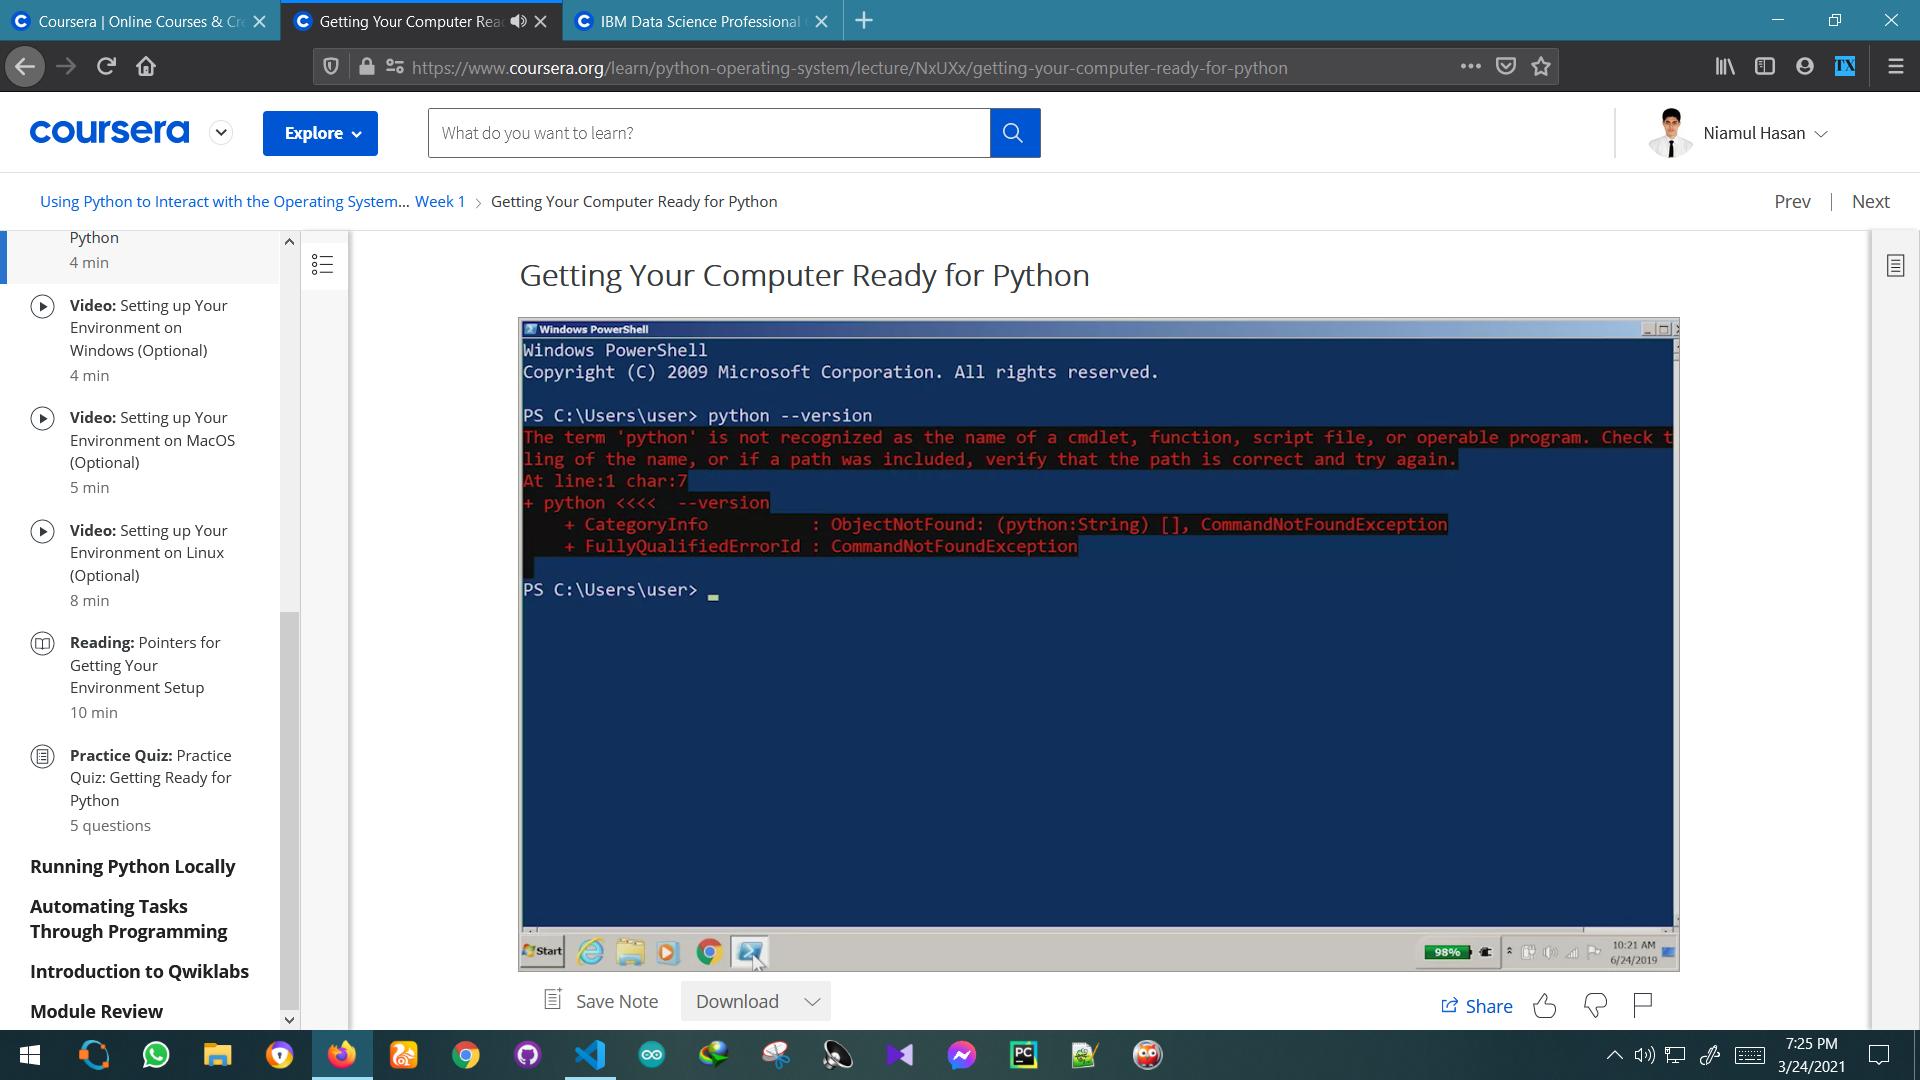 Coursera | Online Courses & Cre
Getting Your Computer Rea
IBM Data Science Professional
https://www.coursera.org/learn/python-operating-system/lecture/NxUXx/getting-your-computer-ready-for-python
TX
coursera
Explore
What do you want to learn?
Niamul Hasan
Using Python to Interact with the Operating System... Week 1 > Getting Your Computer Ready for Python
Prev | Next
Python
4 min
Video: Setting up Your
Environment on
Windows (Optional)
4 min
Video: Setting up Your
Environment on MacOS
(Optional)
5 min
Video: Setting up Your
Environment on Linux
(Optional)
8 min
Reading: Pointers for
Getting Your
Environment Setup
10 min
Practice Quiz: Practice
Quiz: Getting Ready for
Python
5 questions
Running Python Locally
Automating Tasks
Through Programming
Introduction to Qwiklabs
Module Review
Getting Your Computer Ready for Python
Windows PowerShell
Windows PowerShell
Copyright (C) 2009 Microsoft Corporation. All rights reserved.
PS C:\Users\user> python --version
The term 'python' is not recognized as the name of a cmdlet, function, script file, or operable program. Check t
ling of the name, or if a path was included, verify that the path is correct and try again.
At line:1 char:7
+ python <<<<  --version
    + CategoryInfo          : ObjectNotFound: (python:String) [], CommandNotFoundException
    + FullyQualifiedErrorId : CommandNotFoundException
PS C:\Users\user>
Start
98%
10:21 AM
6/24/2019
Save Note
Download
Share
PC
7:25 PM
3/24/2021